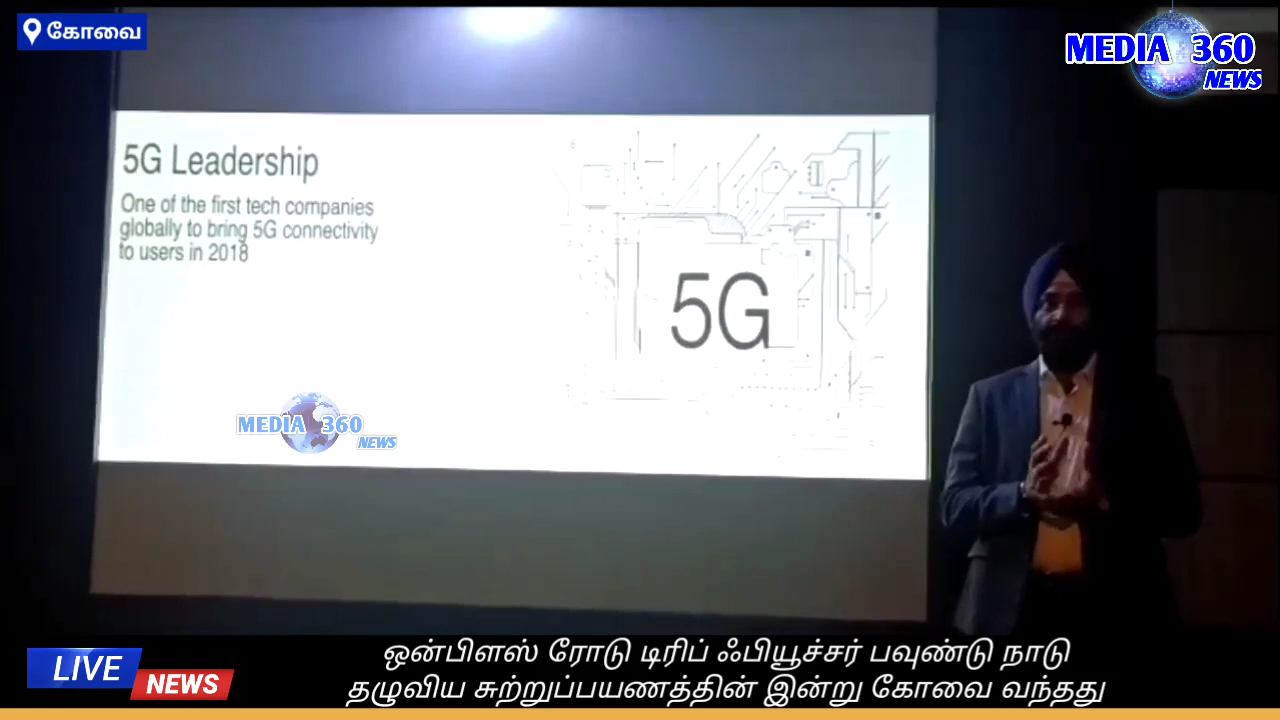 கோவை
MEDIA 360
NEWS
5G Leadership
One of the first tech companies
globally to bring 5G connectivity
to users in 2018
5G
MEDIA 360
NEWS
LIVE
NEWS
ஒன்பிளஸ் ரோடு டிரிப் ஃபியூச்சர் பவுண்டு நாடு
தழுவிய சுற்றுப்பயணத்தின் இன்று கோவை வந்தது